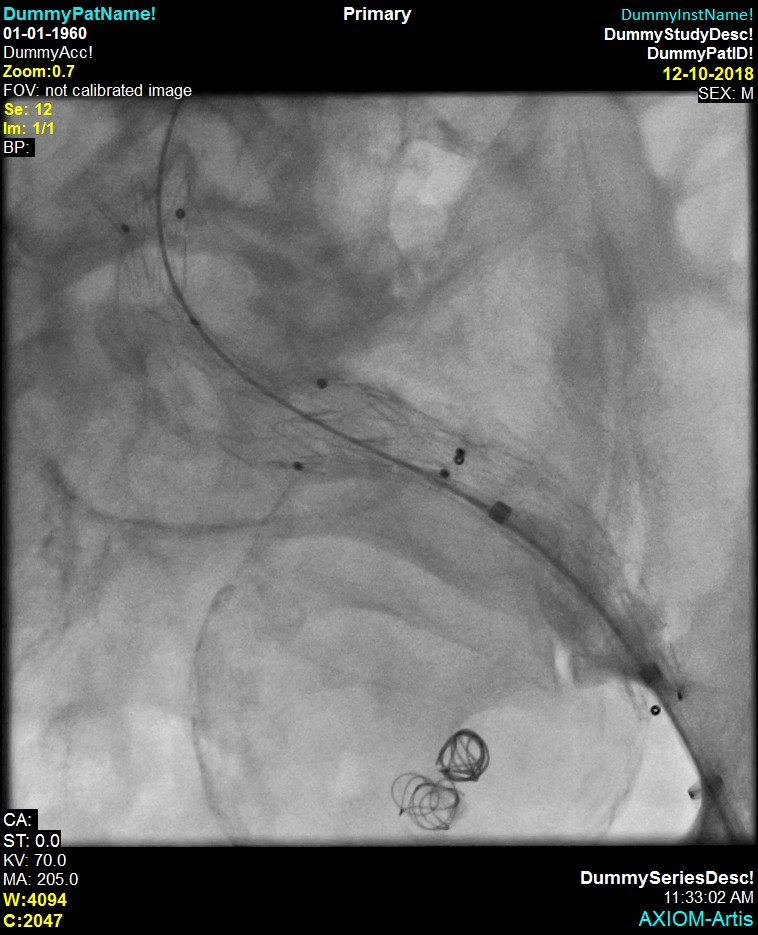 DummyPatName!
01-01-1960
DummyAcc!
Zoom:0.7
FOV: not calibrated image
Se: 12
Im: 1/1
BP:
Primary
DummyInstName!
DummyStudyDesc!
DummyPatID!
12-10-2018
SEX: M
CA:
ST: 0.0
KV: 70.0
MA: 205.0
W:4094
C:2047
DummySeriesDesc!
11:33:02 AM
AXIOM-Artis